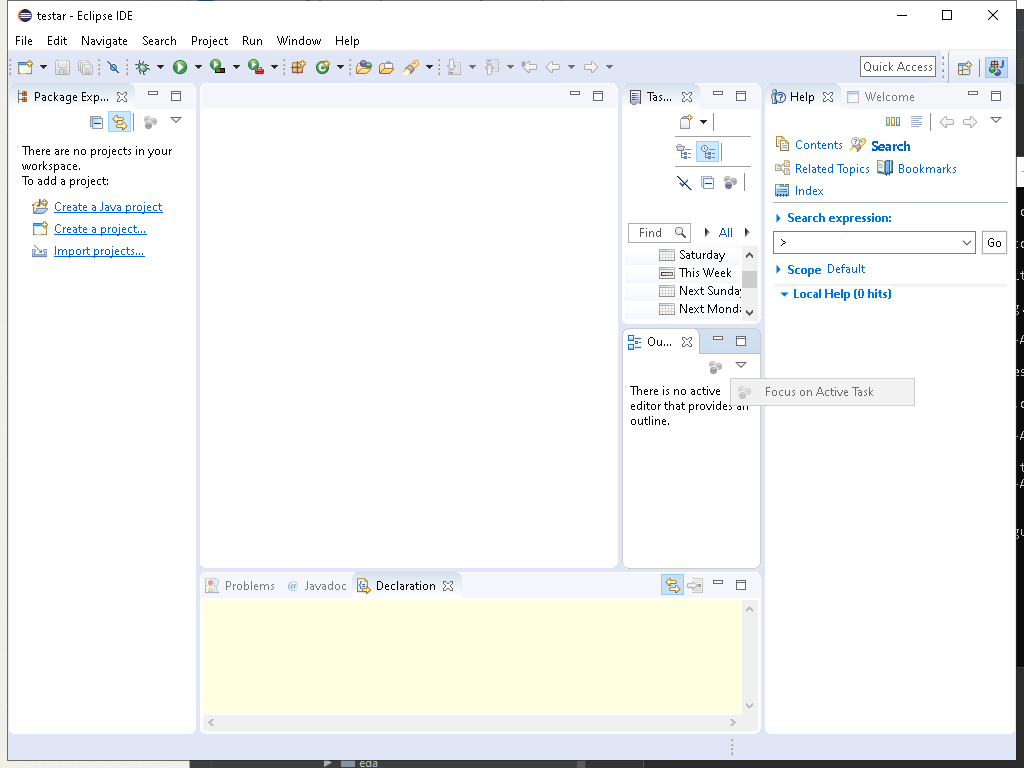 testar - Eclipse IDE
File Edit Navigate Search Project Run Window Help
Quick Access
Package Exp...
There are no projects in your
workspace.
To add a project:
Create a Java project
Create a project...
Import projects...
Tas...
Find
All
Saturday
This Week
Next Sunday
Next Mond
Ou...
There is no active
editor that provides an
outline.
Focus on Active Task
Help
Welcome
Contents Search
Related Topics Bookmarks
Index
Search expression:
>
Go
Scope Default
Local Help (0 hits)
Problems
@ Javadoc
Declaration
eda